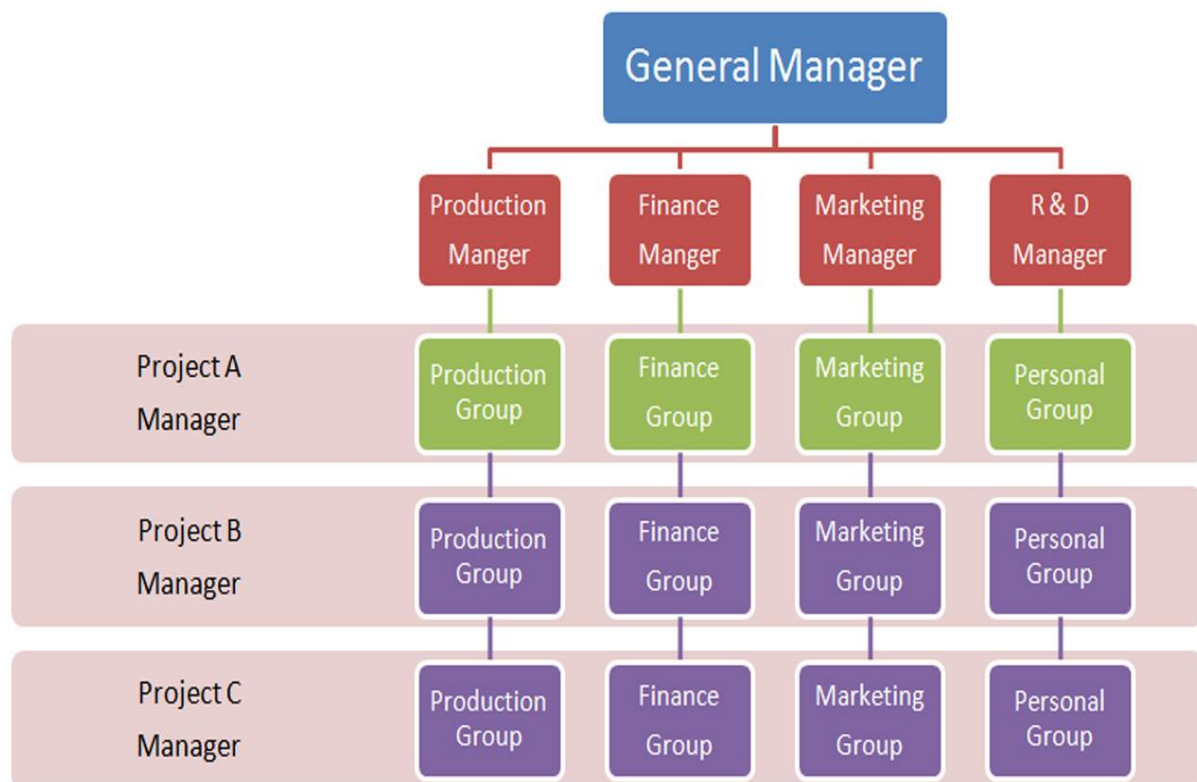 General Manager
Production
Manger
Finance
Manger
Marketing
Manager
R & D
Manager
Project A
Manager
Production
Group
Finance
Group
Marketing
Group
Personal
Group
Project B
Manager
Production
Group
Finance
Group
Marketing
Group
Personal
Group
Project C
Manager
Production
Group
Finance
Group
Marketing
Group
Personal
Group